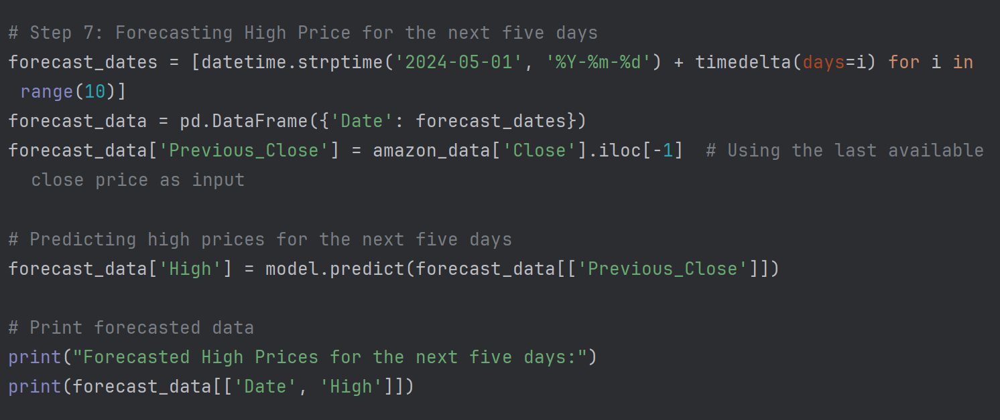 # Step 7: Forecasting High Price for the next five days
forecast_dates = [datetime.strptime('2024-05-01', '%Y-%m-%d') + timedelta(days=i) for i in
range(10)]
forecast_data = pd.DataFrame({'Date': forecast_dates})
forecast_data['Previous_Close'] = amazon_data['Close'].iloc[-1]  # Using the last available
close price as input
# Predicting high prices for the next five days
forecast_data['High'] = model.predict(forecast_data[['Previous_Close']])
# Print forecasted data
print("Forecasted High Prices for the next five days:")
print(forecast_data[['Date', 'High']])